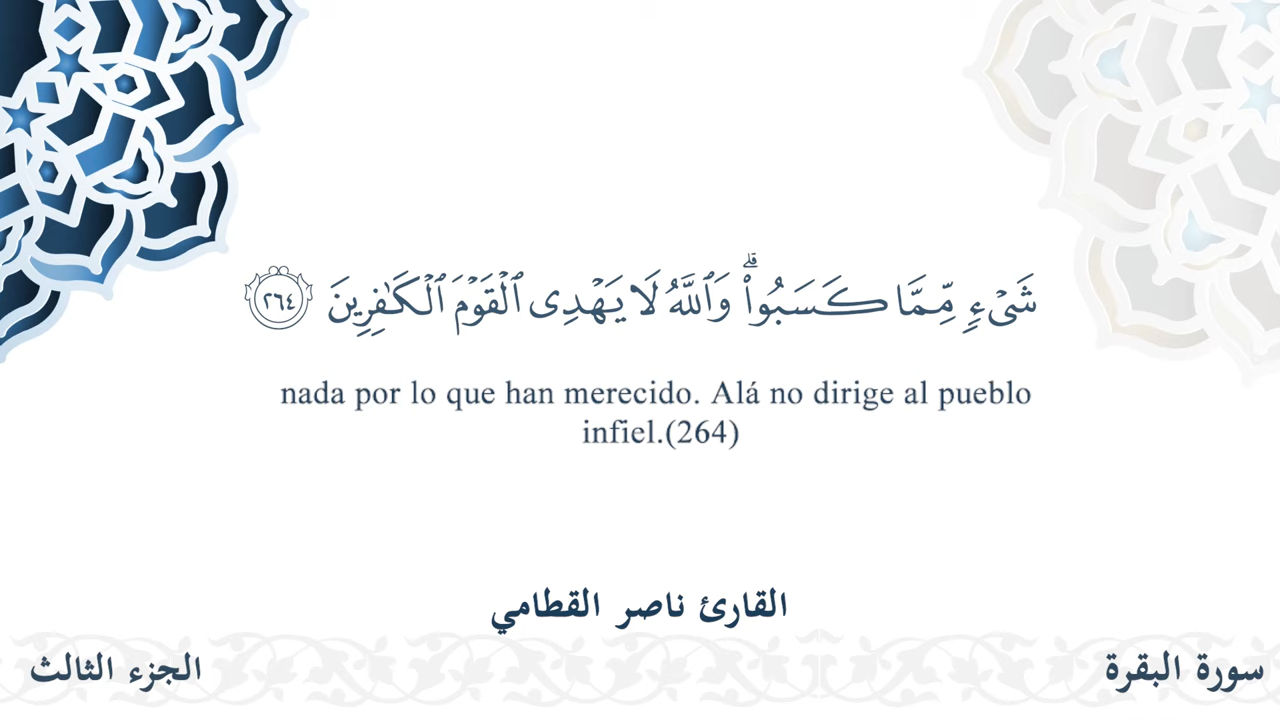 شَىْءٍ مِّمَّا كَسَبُوا۟ ۗ وَٱللَّهُ لَا يَهْدِى ٱلْقَوْمَ ٱلْكَـٰفِرِينَ ٢٦٤
nada por lo que han merecido. Alá no dirige al pueblo
infiel.(264)
القارئ ناصر القطامي
سورة البقرة
الجزء الثالث